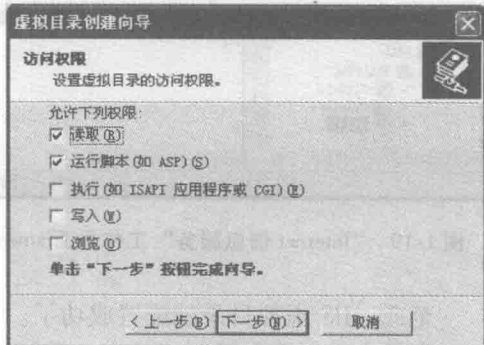 虚拟目录创建向导
访问权限
设置虚拟目录的访问权限。
允许下列权限:
读取(R)
运行脚本(如 ASP)(S)
执行(如 ISAPI 应用程序或 CGI)(E)
写入(W)
浏览(O)
单击“下一步”按钮完成向导。
< 上一步(B) 下一步(N) > 取消